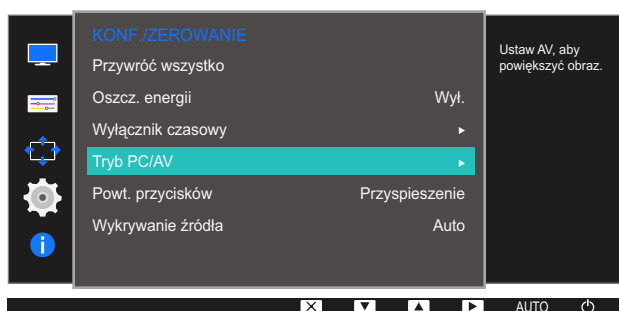 KONF./ZEROWANIE
Przywróć wszystko
Oszcz. energii Wył.
Wyłącznik czasowy
Tryb PC/AV
Powt. przycisków Przyspieszenie
Wykrywanie źródła Auto
Ustaw AV, aby
powiększyć obraz.
AUTO